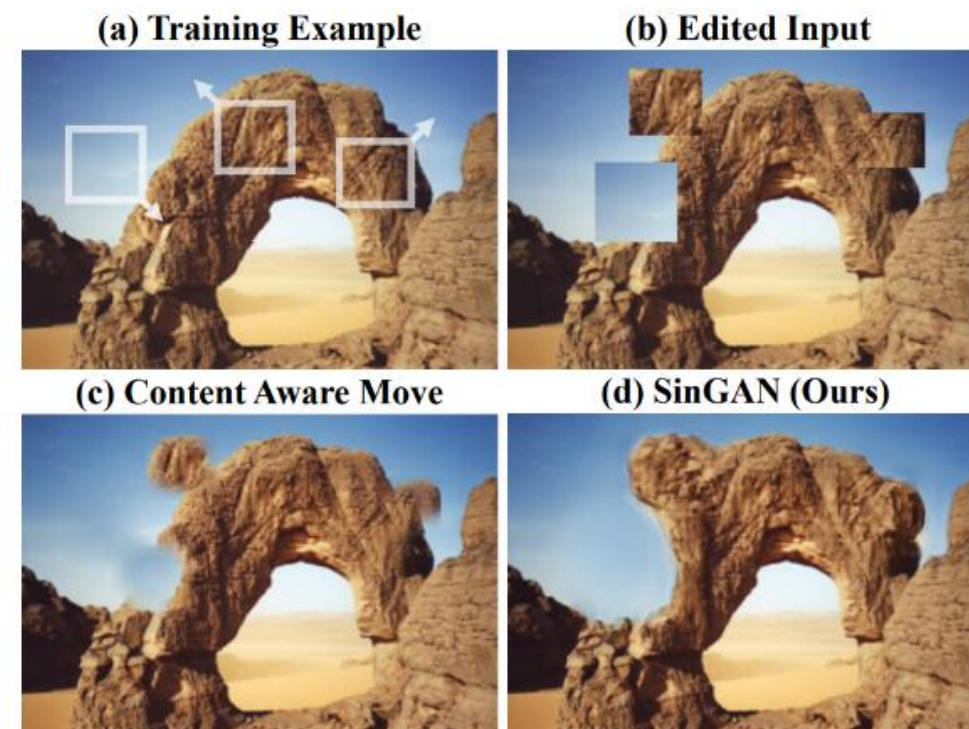 (a) Training Example
(b) Edited Input
(c) Content Aware Move
(d) SinGAN (Ours)